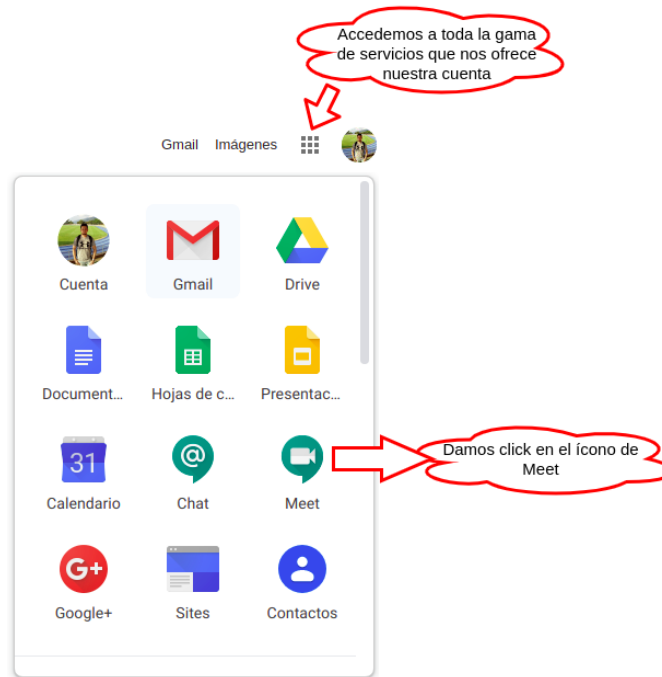 Accedemos a toda la gama
de servicios que nos ofrece
nuestra cuenta
Gmail Imágenes
Cuenta Gmail Drive
Document... Hojas de c... Presentac...
31
Calendario Chat Meet
Damos click en el ícono de
Meet
G+
Google+ Sites Contactos